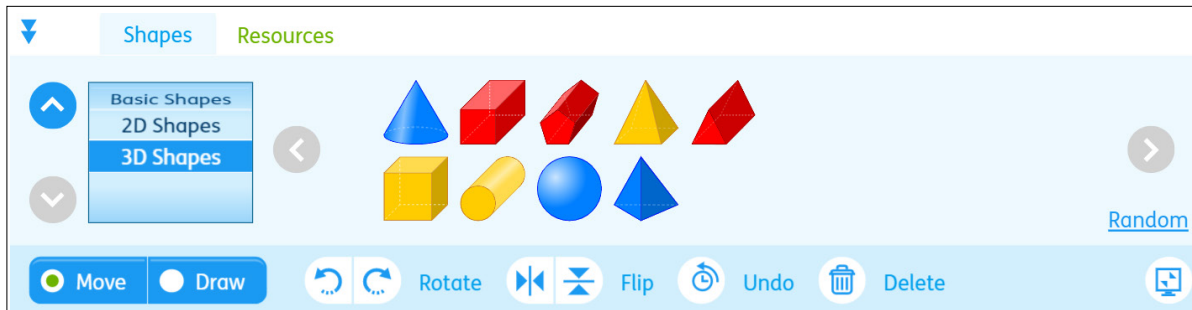 Shapes Resources
Basic Shapes
2D Shapes
3D Shapes
Random
Move Draw Rotate Flip Undo Delete